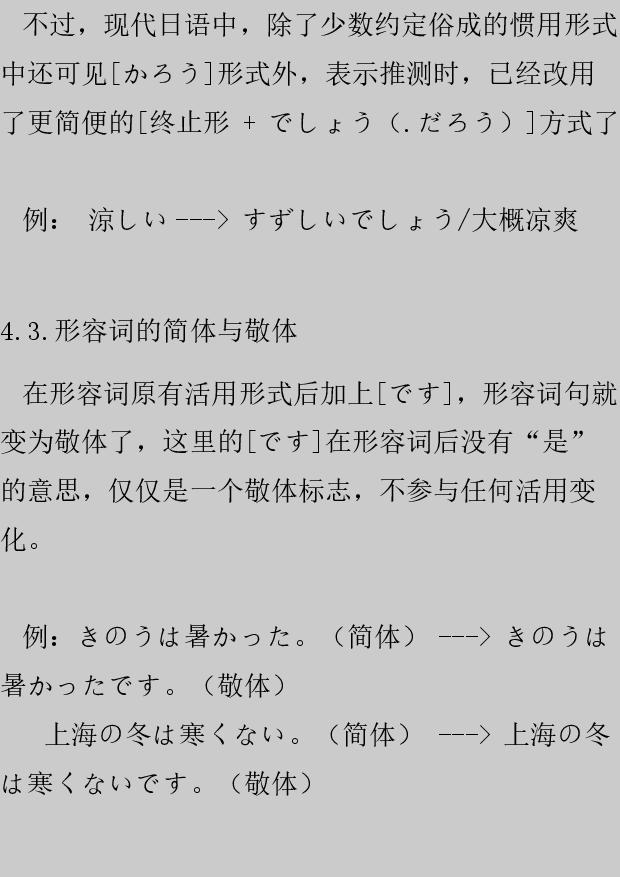 不过，现代日语中，除了少数约定俗成的惯用形式
中还可见[かろう]形式外，表示推测时，已经改用
了更简便的[终止形 + でしょう（.だろう）]方式了
例： 涼しい ---> すずしいでしょう/大概凉爽
4.3.形容词的简体与敬体
在形容词原有活用形式后加上[です]，形容词句就
变为敬体了，这里的[です]在形容词后没有“是”
的意思，仅仅是一个敬体标志，不参与任何活用变
化。
例：きのうは暑かった。（简体） ---> きのうは
暑かったです。（敬体）
上海の冬は寒くない。（简体） ---> 上海の冬
は寒くないです。（敬体）